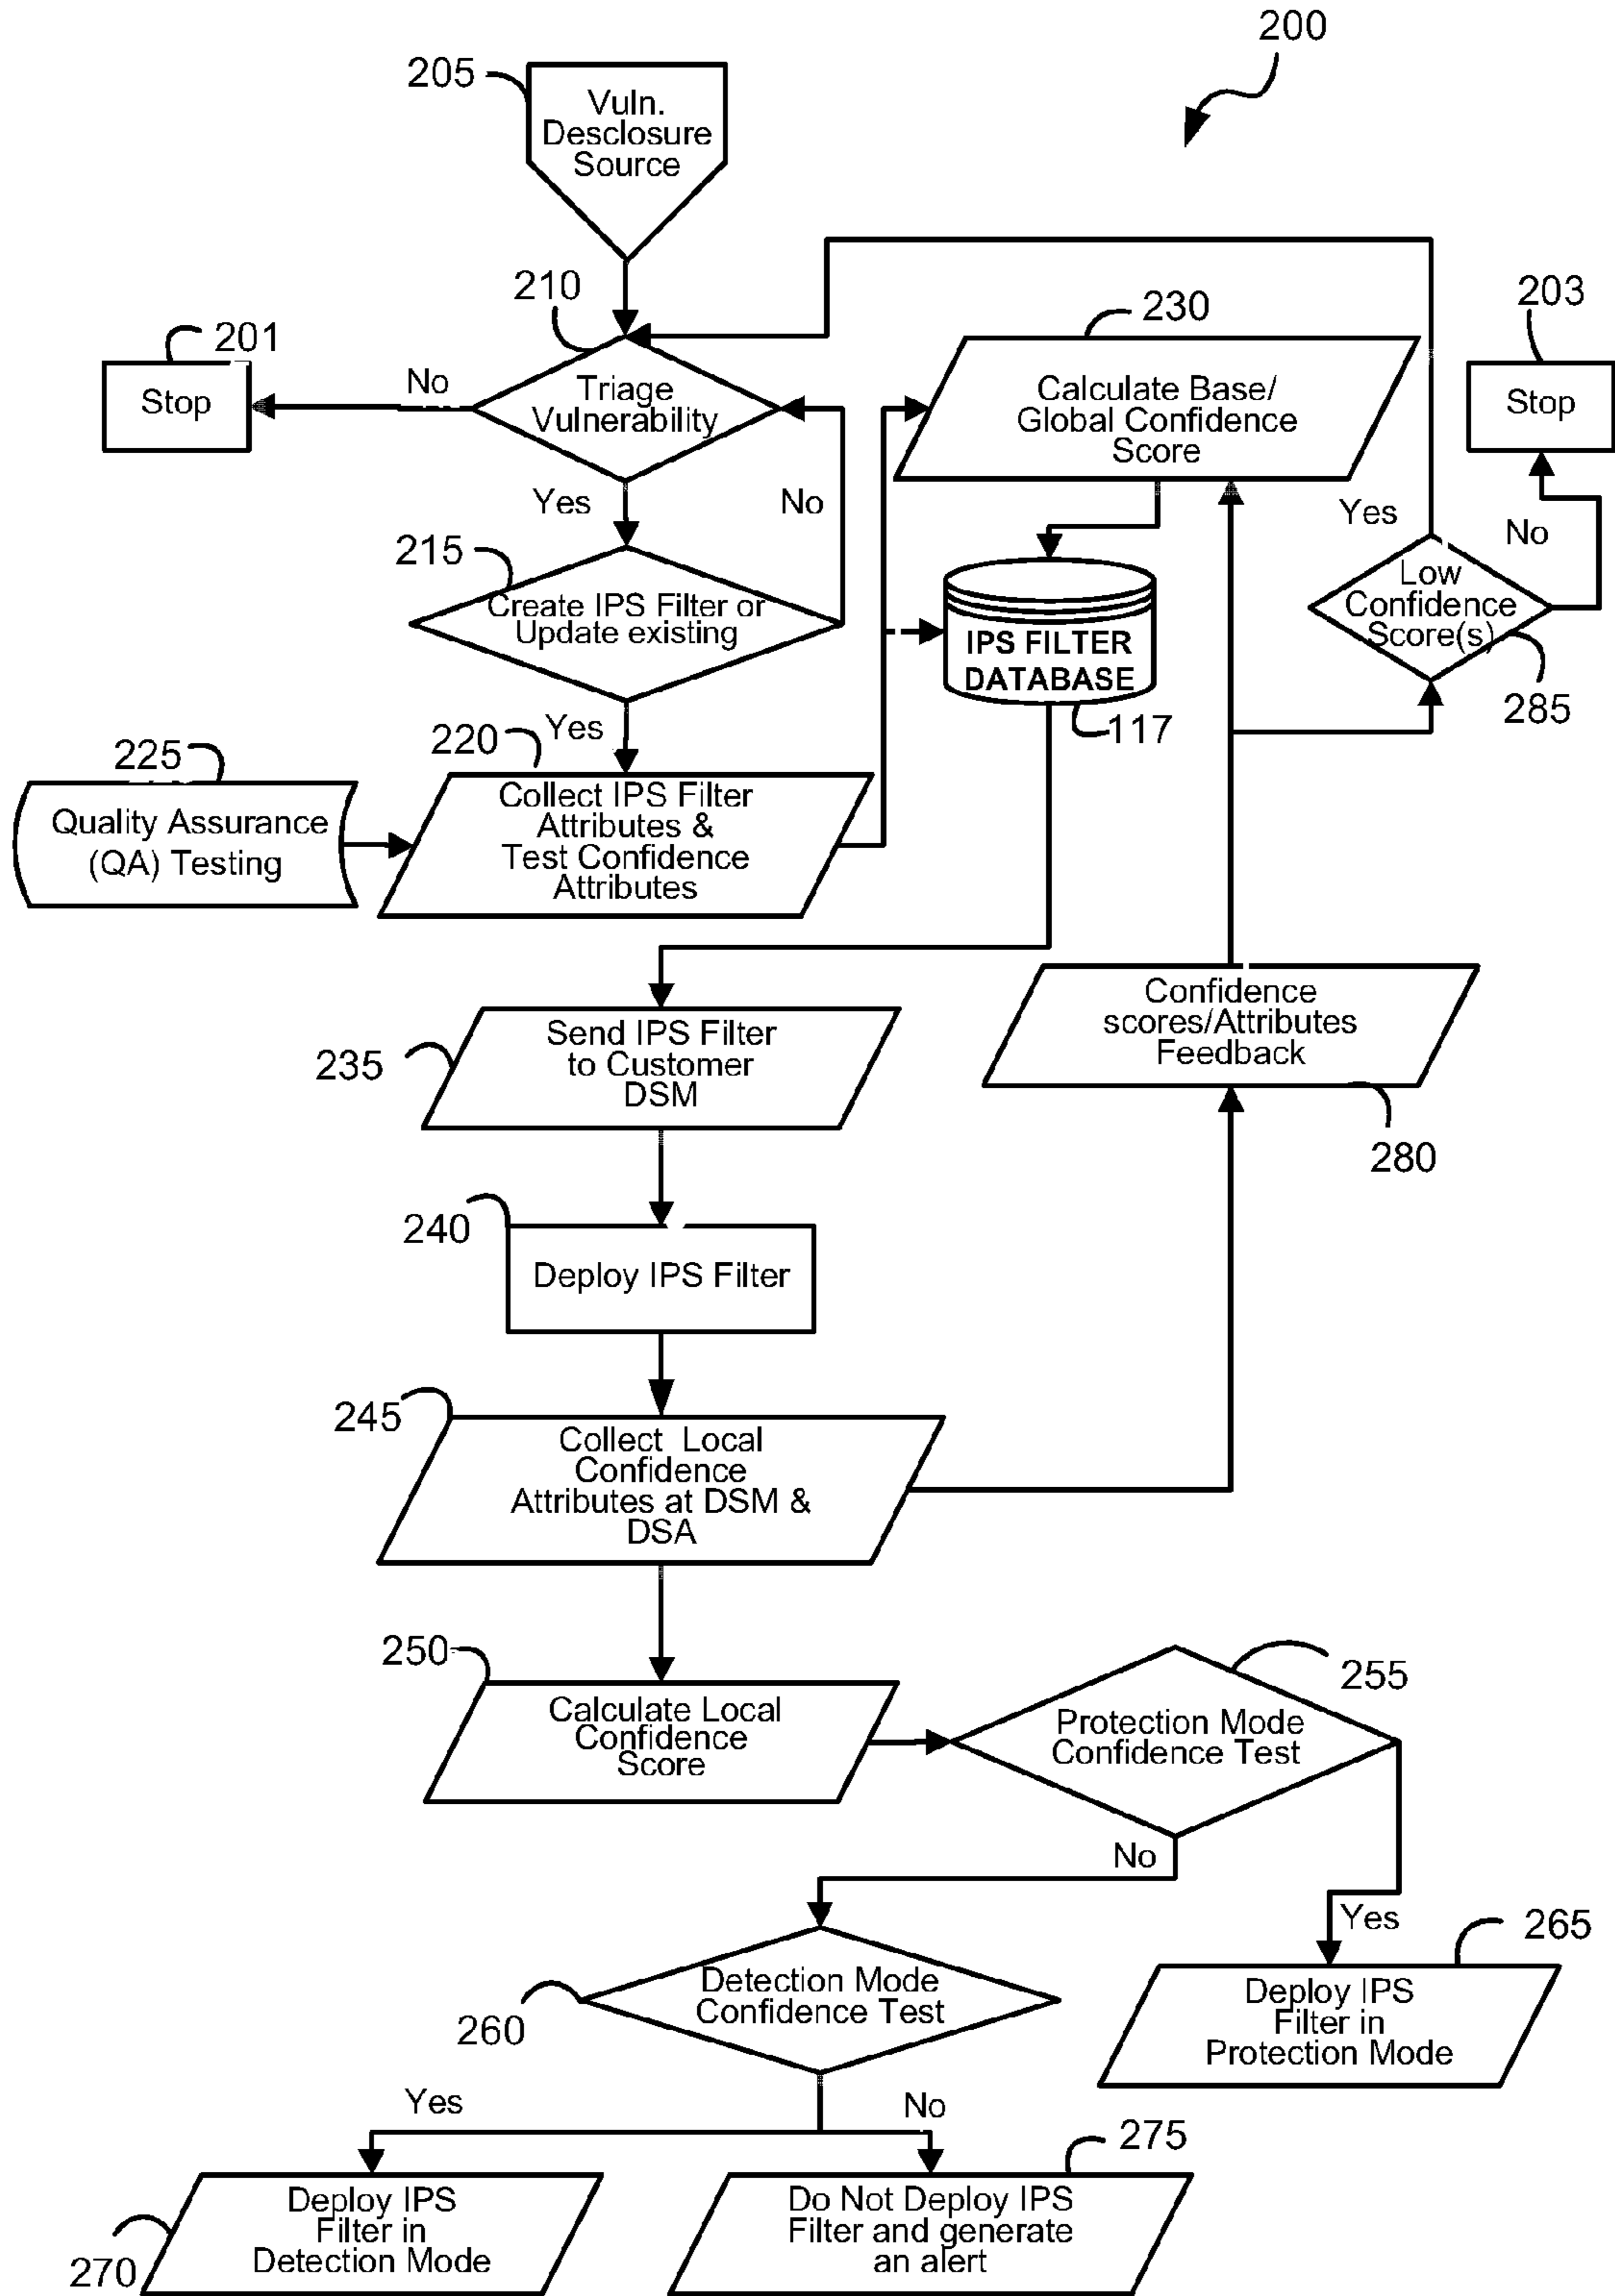 200
205
Vuln.
Desclosure
Source
210
201
Stop
No
Triage
Vulnerability
230
Calculate Base/
Global Confidence
Score
203
Stop
Yes
No
Yes
No
215
Create IPS Filter or
Update existing
IPS FILTER
DATABASE
117
Low
Confidence
Score(s)
285
Yes
220
225
Quality Assurance
(QA) Testing
Collect IPS Filter
Attributes &
Test Confidence
Attributes
235
Send IPS Filter
to Customer
DSM
Confidence
scores/Attributes
Feedback
280
240
Deploy IPS Filter
245
Collect Local
Confidence
Attributes at DSM &
DSA
250
Calculate Local
Confidence
Score
255
Protection Mode
Confidence Test
No
Yes
265
Deploy IPS
Filter in
Protection Mode
260
Detection Mode
Confidence Test
Yes
No
275
270
Deploy IPS
Filter in
Detection Mode
Do Not Deploy IPS
Filter and generate
an alert